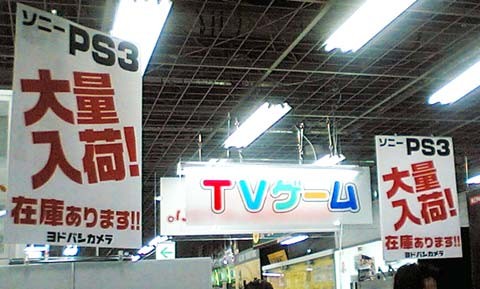 ソニーPS3
大量
入荷!
在庫あります!!
ヨドバシカメラ
TVゲーム
ソニーPS3
大量
入荷!
在庫あります!!
ヨドバシカメラ